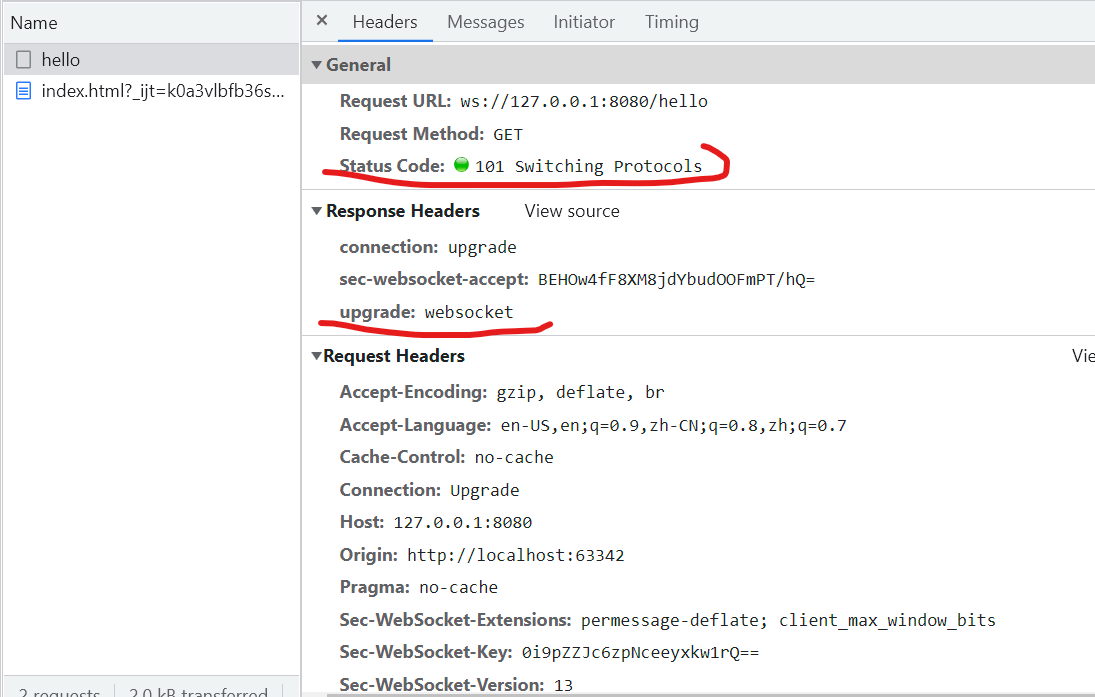 Name
hello
index.html?_ijt=k0a3vlbfb36s...
2 requests 2.0 kB transferred
× Headers Messages Initiator Timing
▼ General
Request URL: ws://127.0.0.1:8080/hello
Request Method: GET
Status Code: 101 Switching Protocols
▼ Response Headers View source
connection: upgrade
sec-websocket-accept: BEHOw4fF8XM8jdYbudOOFmPT/hQ=
upgrade: websocket
▼ Request Headers Vie
Accept-Encoding: gzip, deflate, br
Accept-Language: en-US,en;q=0.9,zh-CN;q=0.8,zh;q=0.7
Cache-Control: no-cache
Connection: Upgrade
Host: 127.0.0.1:8080
Origin: http://localhost:63342
Pragma: no-cache
Sec-WebSocket-Extensions: permessage-deflate; client_max_window_bits
Sec-WebSocket-Key: 0i9pZZJc6zpNceeyxkw1rQ==
Sec-WebSocket-Version: 13